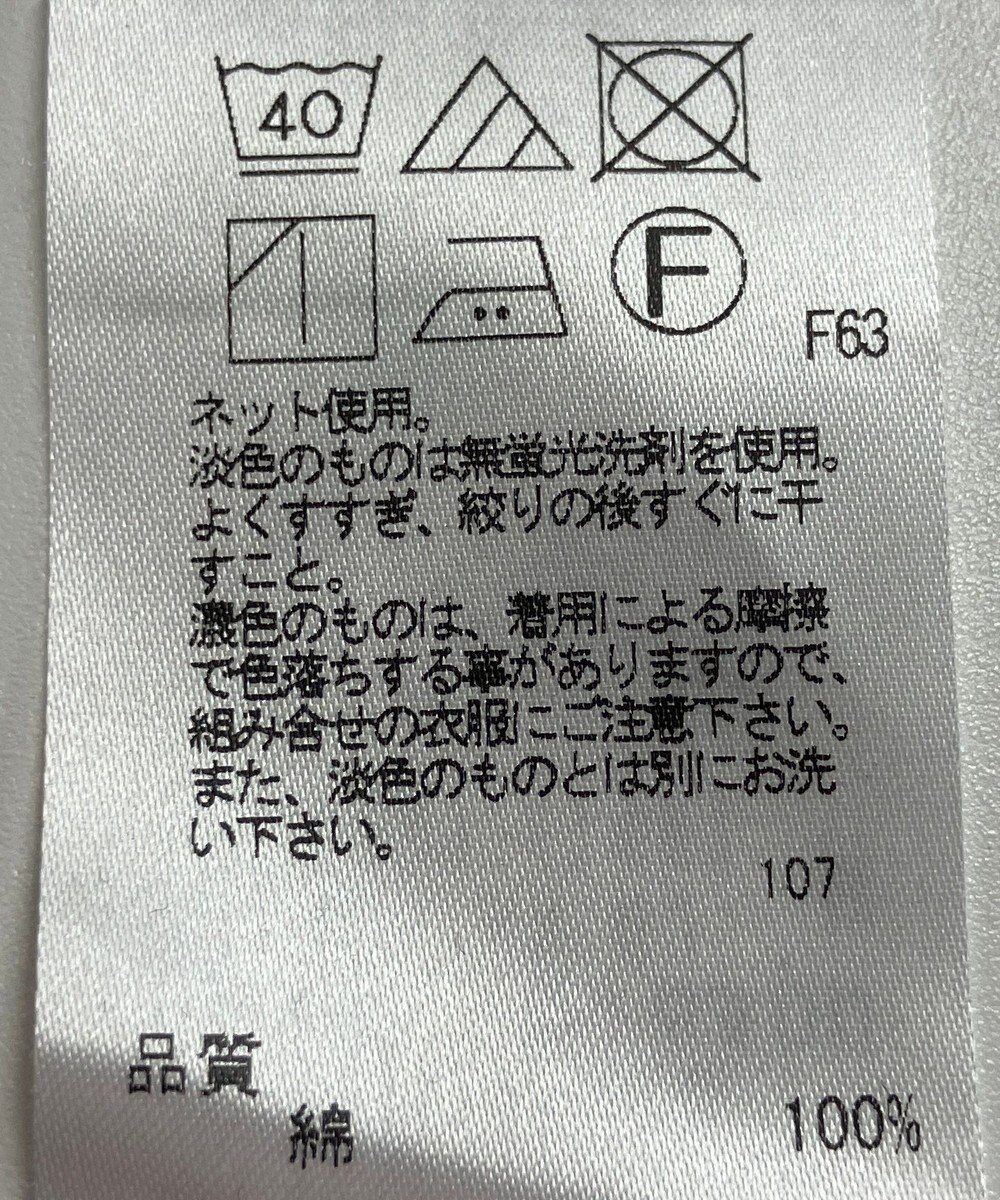 40
F
F63
ネット使用。
淡色のものは無蛍光洗剤を使用。
よくすすぎ、絞りの後すぐに干
すこと。
濃色のものは、着用による摩擦
で色落ちする事がありますので、
組み合せの衣服にご注意下さい。
また、淡色のものとは別にお洗
い下さい。
107
品質
綿 100%